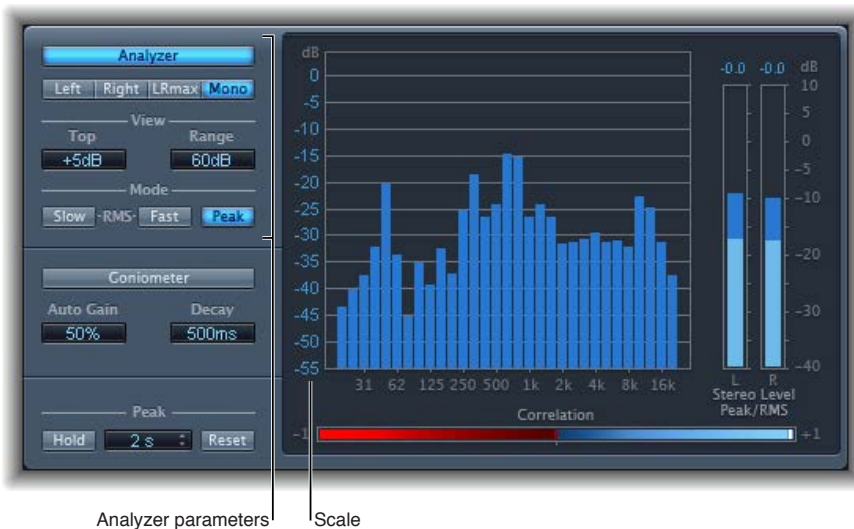 Analyzer
Left Right LRmax Mono
View
Top Range
+5dB 60dB
Mode
Slow -RMS- Fast Peak
Goniometer
Auto Gain Decay
50% 500ms
Peak
Hold 2 s Reset
dB
0
-5
-10
-15
-20
-25
-30
-35
-40
-45
-50
-55
31 62 125 250 500 1k 2k 4k 8k 16k
Correlation
-1 +1
-0.0 -0.0 dB
10
5
0
-5
-10
-20
-30
-40
L R
Stereo Level
Peak/RMS
Analyzer parameters
Scale